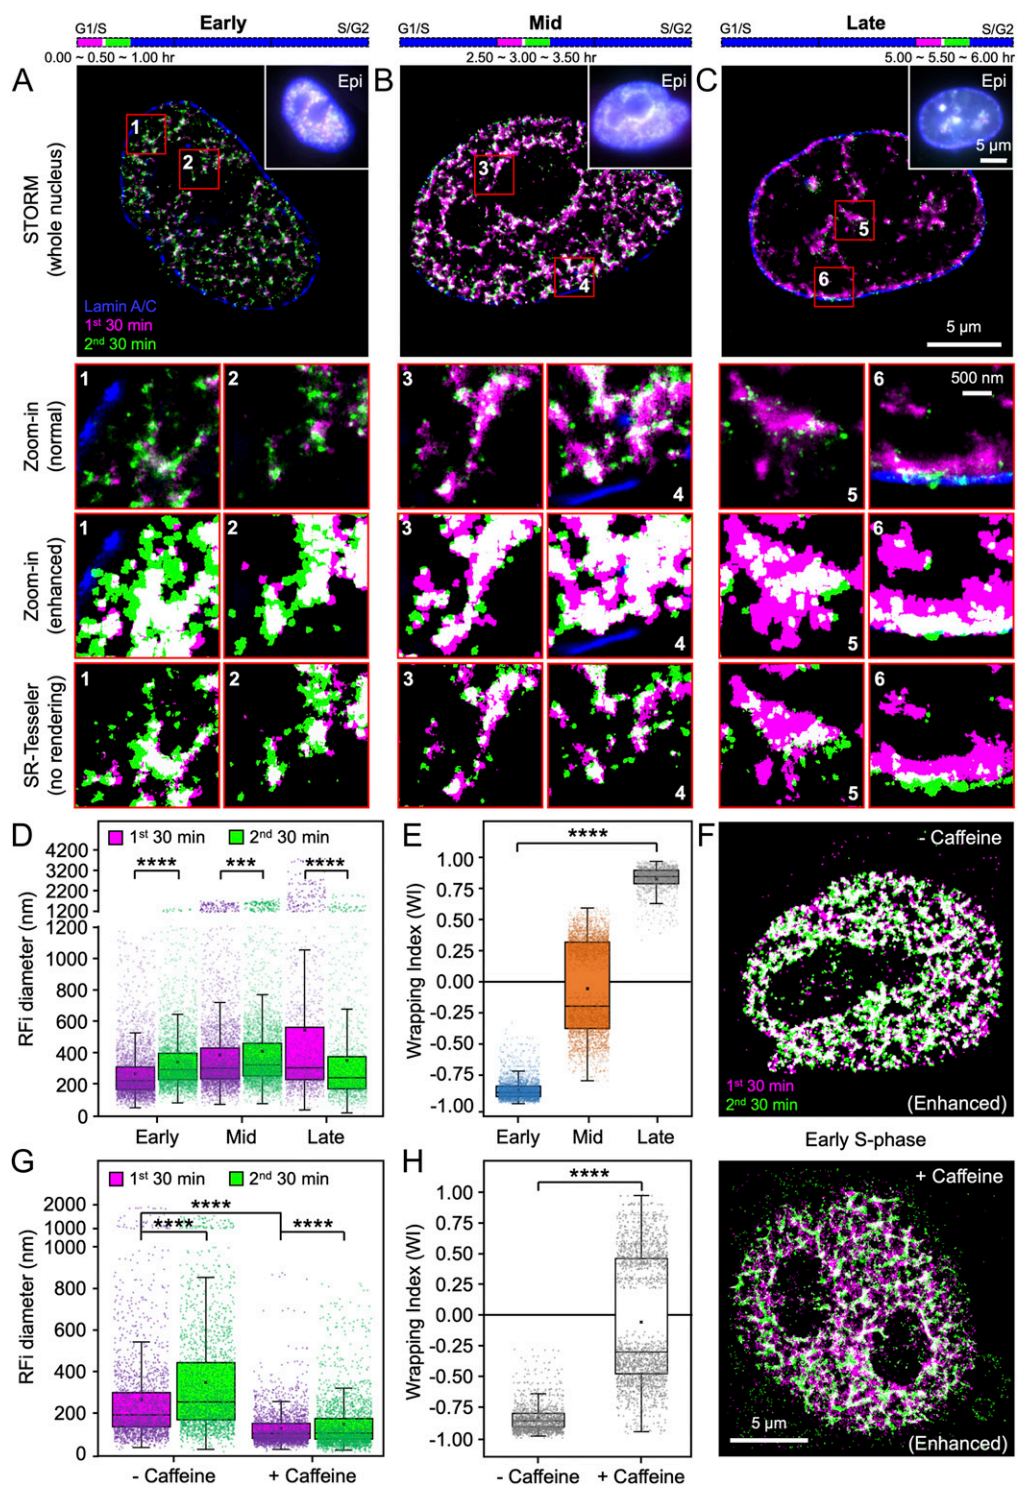 Early
Mid
Late
G1/S
S/G2
G1/S
S/G2
G1/S
S/G2
0.00 ~ 0.50 ~ 1.00 hr
2.50 ~ 3.00 ~ 3.50 hr
5.00 ~ 5.50 ~ 6.00 hr
A
Epi
1
2
Lamin A/C
1st 30 min
2nd 30 min
STORM
(whole nucleus)
B
Epi
3
4
C
Epi
5 µm
5
6
5 µm
Zoom-in
(normal)
1
2
3
4
5
6
500 nm
Zoom-in
(enhanced)
1
2
3
4
5
6
SR-Tesseler
(no rendering)
1
2
3
4
5
6
D
1st 30 min
2nd 30 min
RFi diameter (nm)
4200
3200
2200
1200
1200
1000
800
600
400
200
0
****
***
****
Early
Mid
Late
E
Wrapping Index (WI)
1.00
0.75
0.50
0.25
0.00
-0.25
-0.50
-0.75
-1.00
****
Early
Mid
Late
F
- Caffeine
1st 30 min
2nd 30 min
(Enhanced)
Early S-phase
+ Caffeine
5 µm
(Enhanced)
G
1st 30 min
2nd 30 min
RFi diameter (nm)
2000
1000
1000
800
600
400
200
0
****
****
****
- Caffeine
+ Caffeine
H
Wrapping Index (WI)
1.00
0.75
0.50
0.25
0.00
-0.25
-0.50
-0.75
-1.00
****
- Caffeine
+ Caffeine